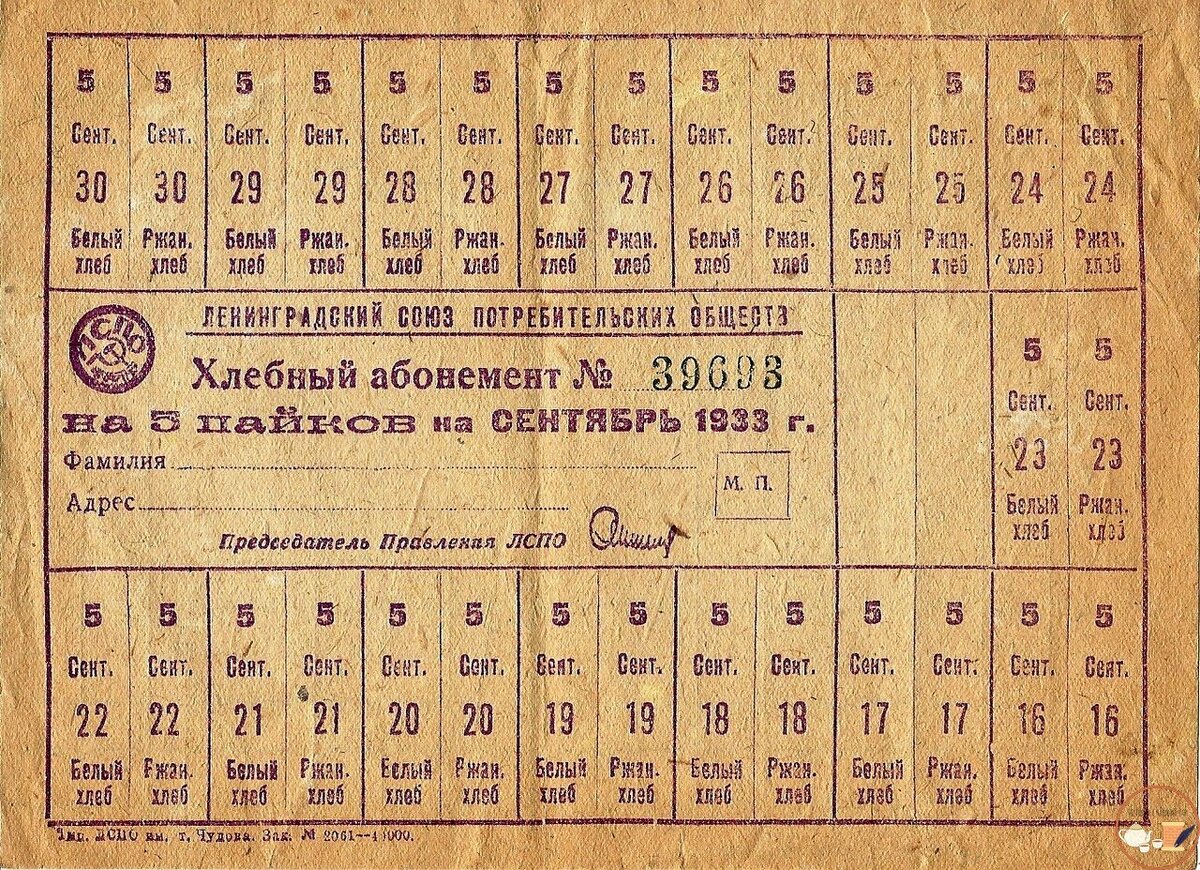 5 5 5 5 5 5 5 5 5 5 5 5 5 5
Сент. Сент. Сент. Сент. Сент. Сент. Сент. Сент. Сент. Сент. Сент. Сент. Сент. Сент.
30 30 29 29 28 28 27 27 26 26 25 25 24 24
Белый Ржан. Белый Ржан. Белый Ржан. Белый Ржан. Белый Ржан. Белый Ржан. Белый Ржан.
хлеб хлеб хлеб хлеб хлеб хлеб хлеб хлеб хлеб хлеб хлеб хлеб хлеб хлеб
ЛСПО
ЛЕНИНГРАДСКИЙ СОЮЗ ПОТРЕБИТЕЛЬСКИХ ОБЩЕСТВ
Хлебный абонемент № 39693
на 5 пайков на СЕНТЯБРЬ 1933 г.
Фамилия
Адрес
М. П.
Председатель Правления ЛСПО
5 5
Сент. Сент.
23 23
Белый Ржан.
хлеб хлеб
5 5 5 5 5 5 5 5 5 5 5 5 5 5
Сент. Сент. Сент. Сент. Сент. Сент. Сент. Сент. Сент. Сент. Сент. Сент. Сент. Сент.
22 22 21 21 20 20 19 19 18 18 17 17 16 16
Белый Ржан. Белый Ржан. Белый Ржан. Белый Ржан. Белый Ржан. Белый Ржан. Белый Ржан.
хлеб хлеб хлеб хлеб хлеб хлеб хлеб хлеб хлеб хлеб хлеб хлеб хлеб хлеб
Тип. ЛСПО им. т. Чудова. Зак. № 2061—